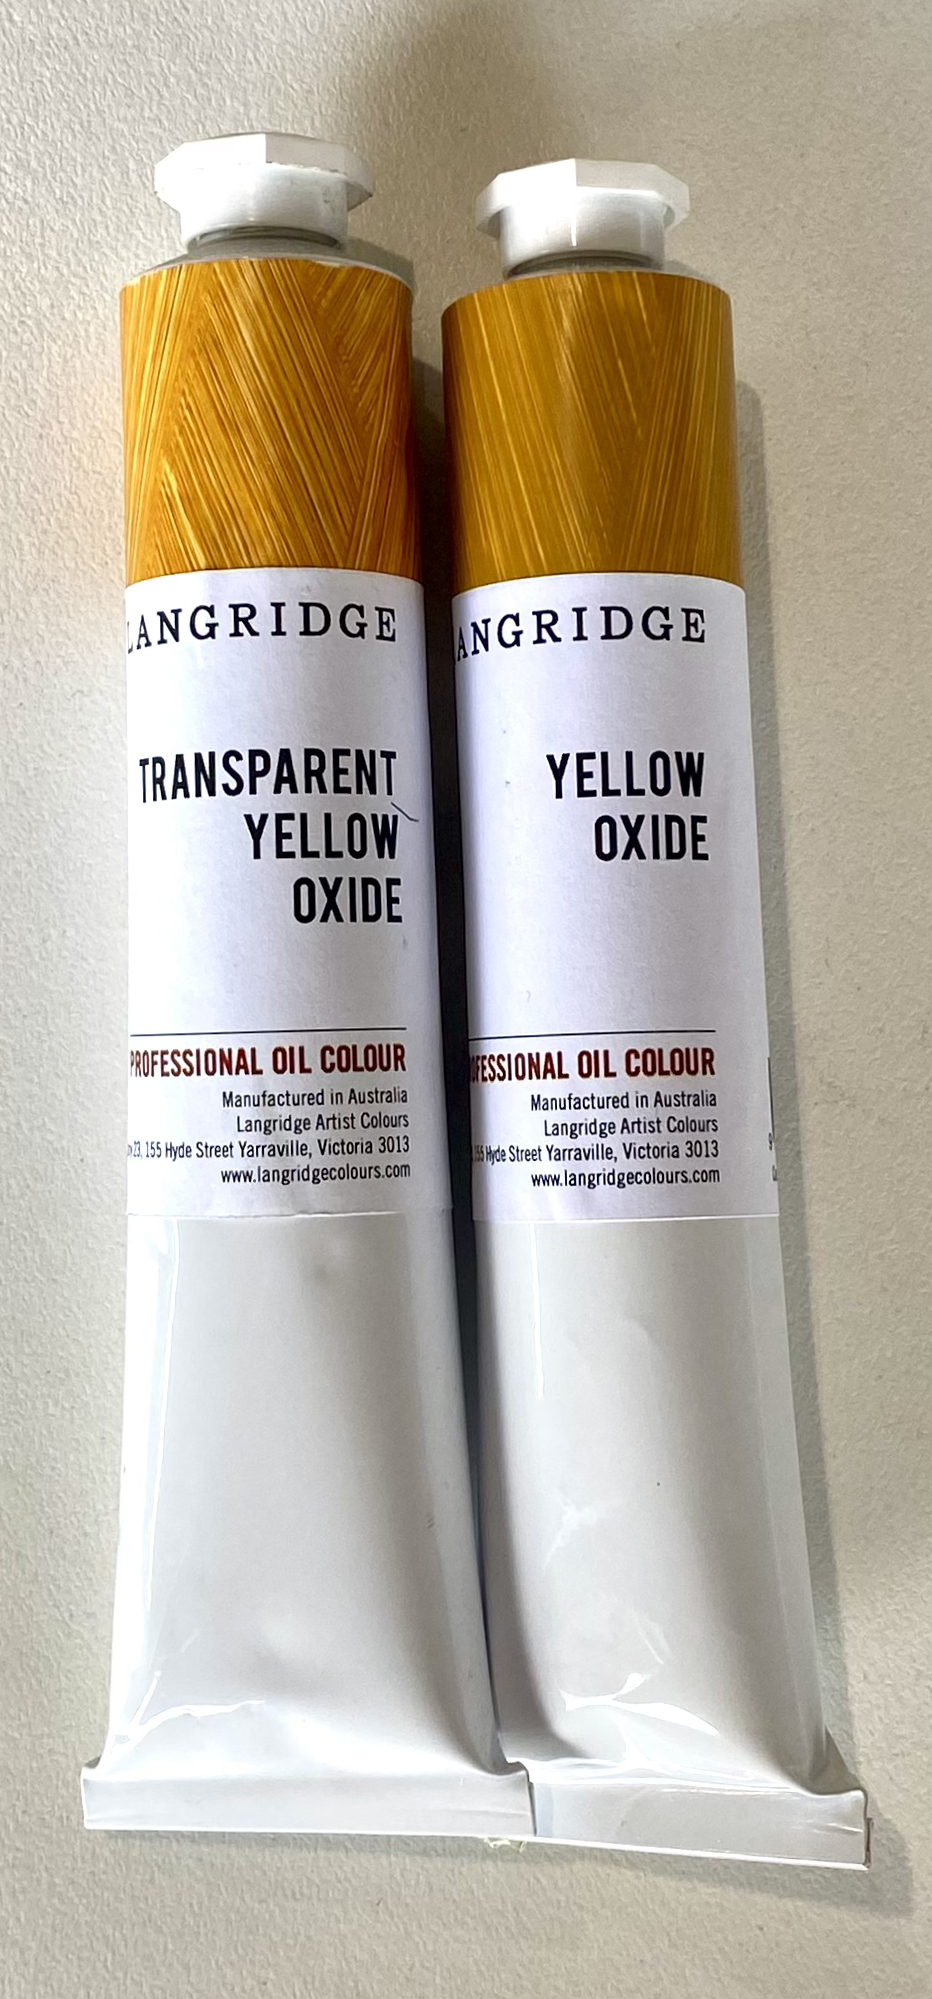 LANGRIDGE
TRANSPARENT
YELLOW
OXIDE
PROFESSIONAL OIL COLOUR
Manufactured in Australia
Langridge Artist Colours
23, 155 Hyde Street Yarraville, Victoria 3013
www.langridgecolours.com
ANGRIDGE
YELLOW
OXIDE
OFESSIONAL OIL COLOUR
Manufactured in Australia
Langridge Artist Colours
155 Hyde Street Yarraville, Victoria 3013
www.langridgecolours.com